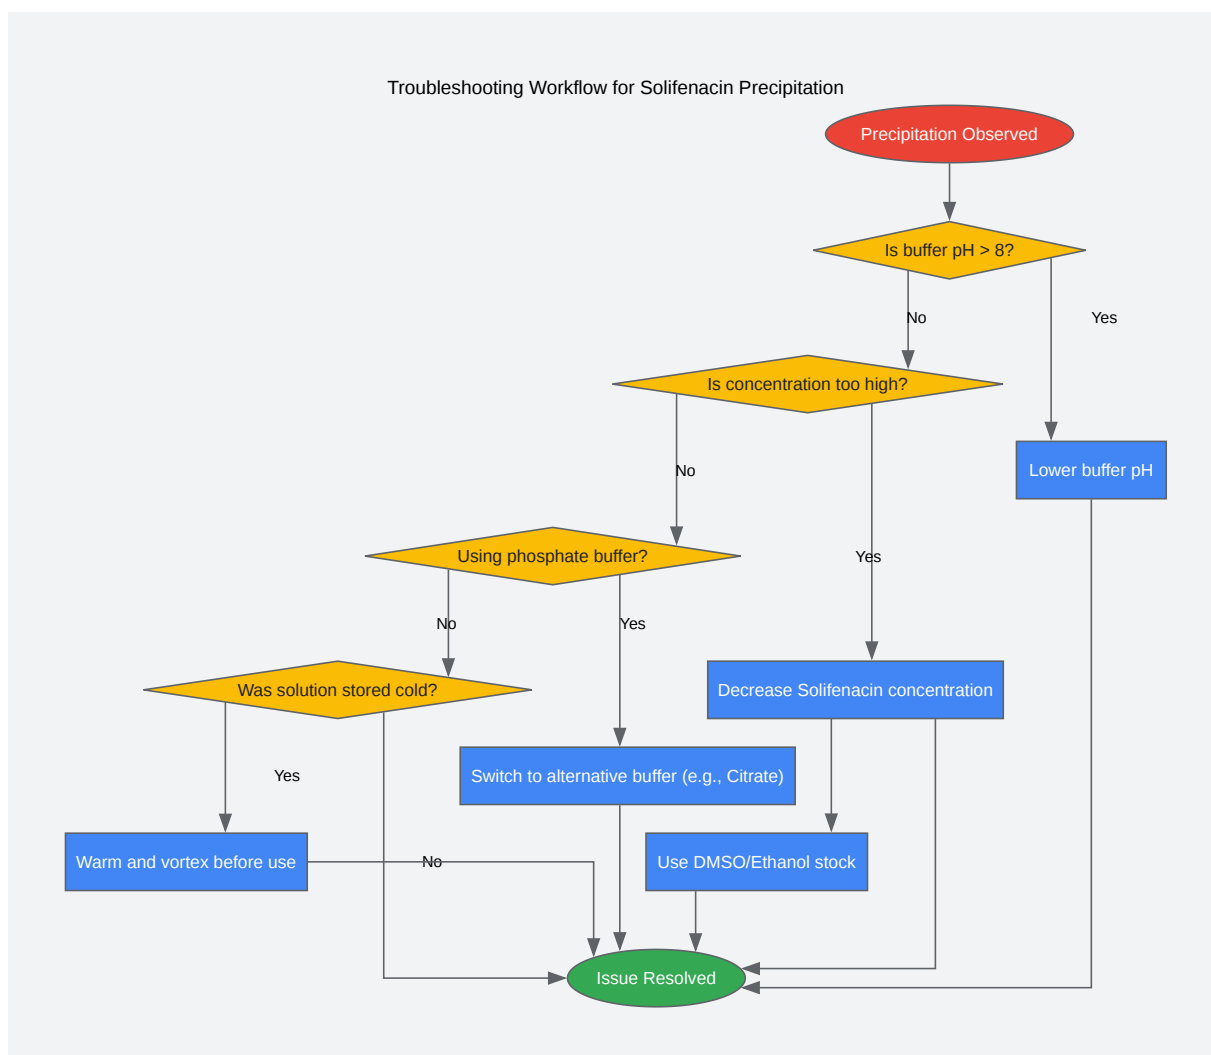 Troubleshooting Workflow for Solifenacin Precipitation
Precipitation Observed
Is buffer pH > 8?
No
Yes
Is concentration too high?
Lower buffer pH
No
Using phosphate buffer?
Yes
No
Yes
Was solution stored cold?
Decrease Solifenacin concentration
Yes
Switch to alternative buffer (e.g., Citrate)
Warm and vortex before use
No
Use DMSO/Ethanol stock
Issue Resolved